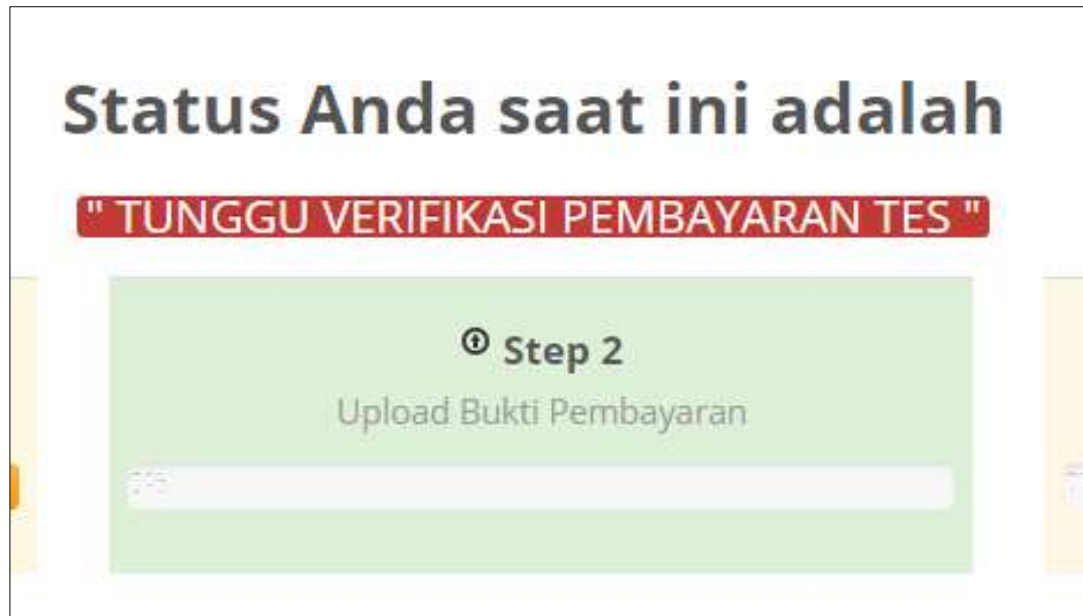 Status Anda saat ini adalah
" TUNGGU VERIFIKASI PEMBAYARAN TES "
Step 2
Upload Bukti Pembayaran